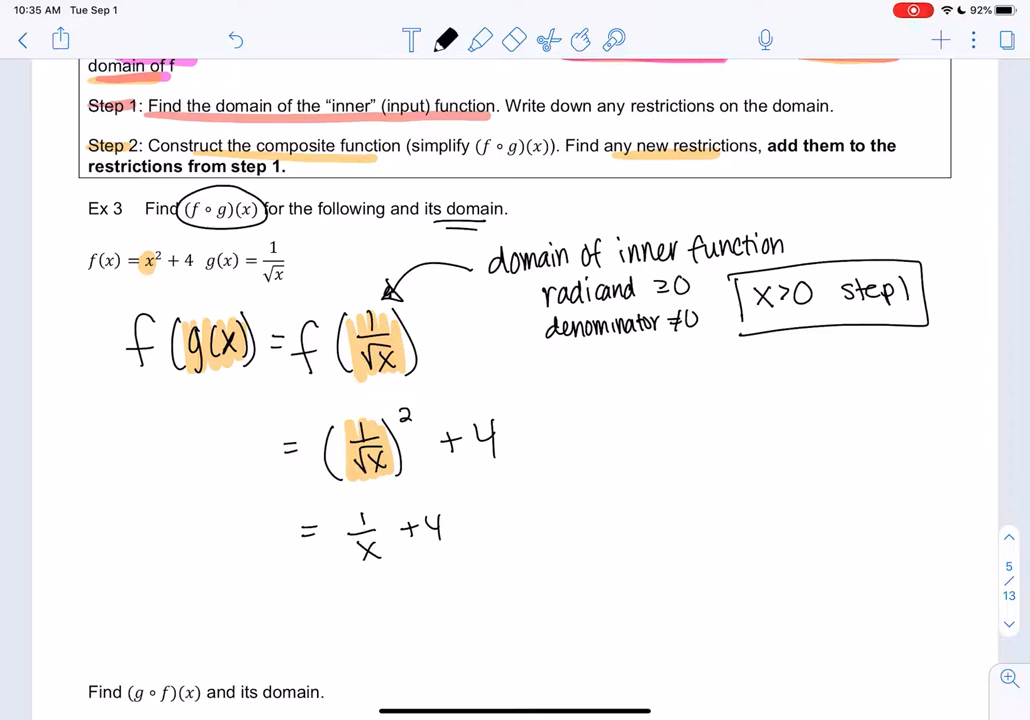 10:35 AM Tue Sep 1
92%
T
domain of f
Step 1: Find the domain of the “inner” (input) function. Write down any restrictions on the domain.
Step 2: Construct the composite function (simplify (f ∘ g)(x)). Find any new restrictions, add them to the
restrictions from step 1.
Ex 3 Find (f ∘ g)(x) for the following and its domain.
f(x) = x² + 4 g(x) = 1/√x
domain of inner function
radicand ≥0
denominator ≠0
x>0 step 1
f(g(x)) = f(1/√x)
= (1/√x)² + 4
= 1/x + 4
5
/
13
Find (g ∘ f)(x) and its domain.